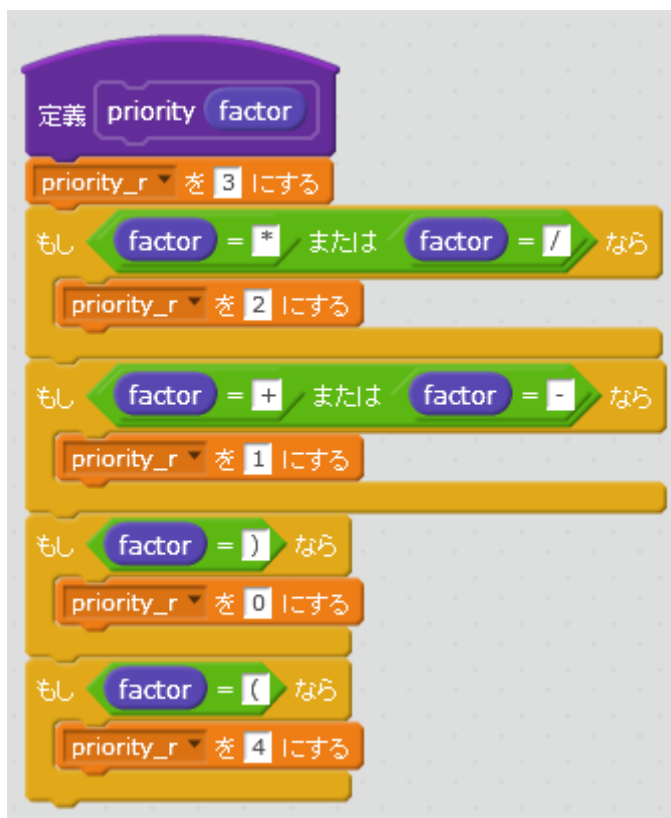 定義 priority factor
priority_r を 3 にする
もし factor = * または factor = / なら
priority_r を 2 にする
もし factor = + または factor = - なら
priority_r を 1 にする
もし factor = ) なら
priority_r を 0 にする
もし factor = ( なら
priority_r を 4 にする